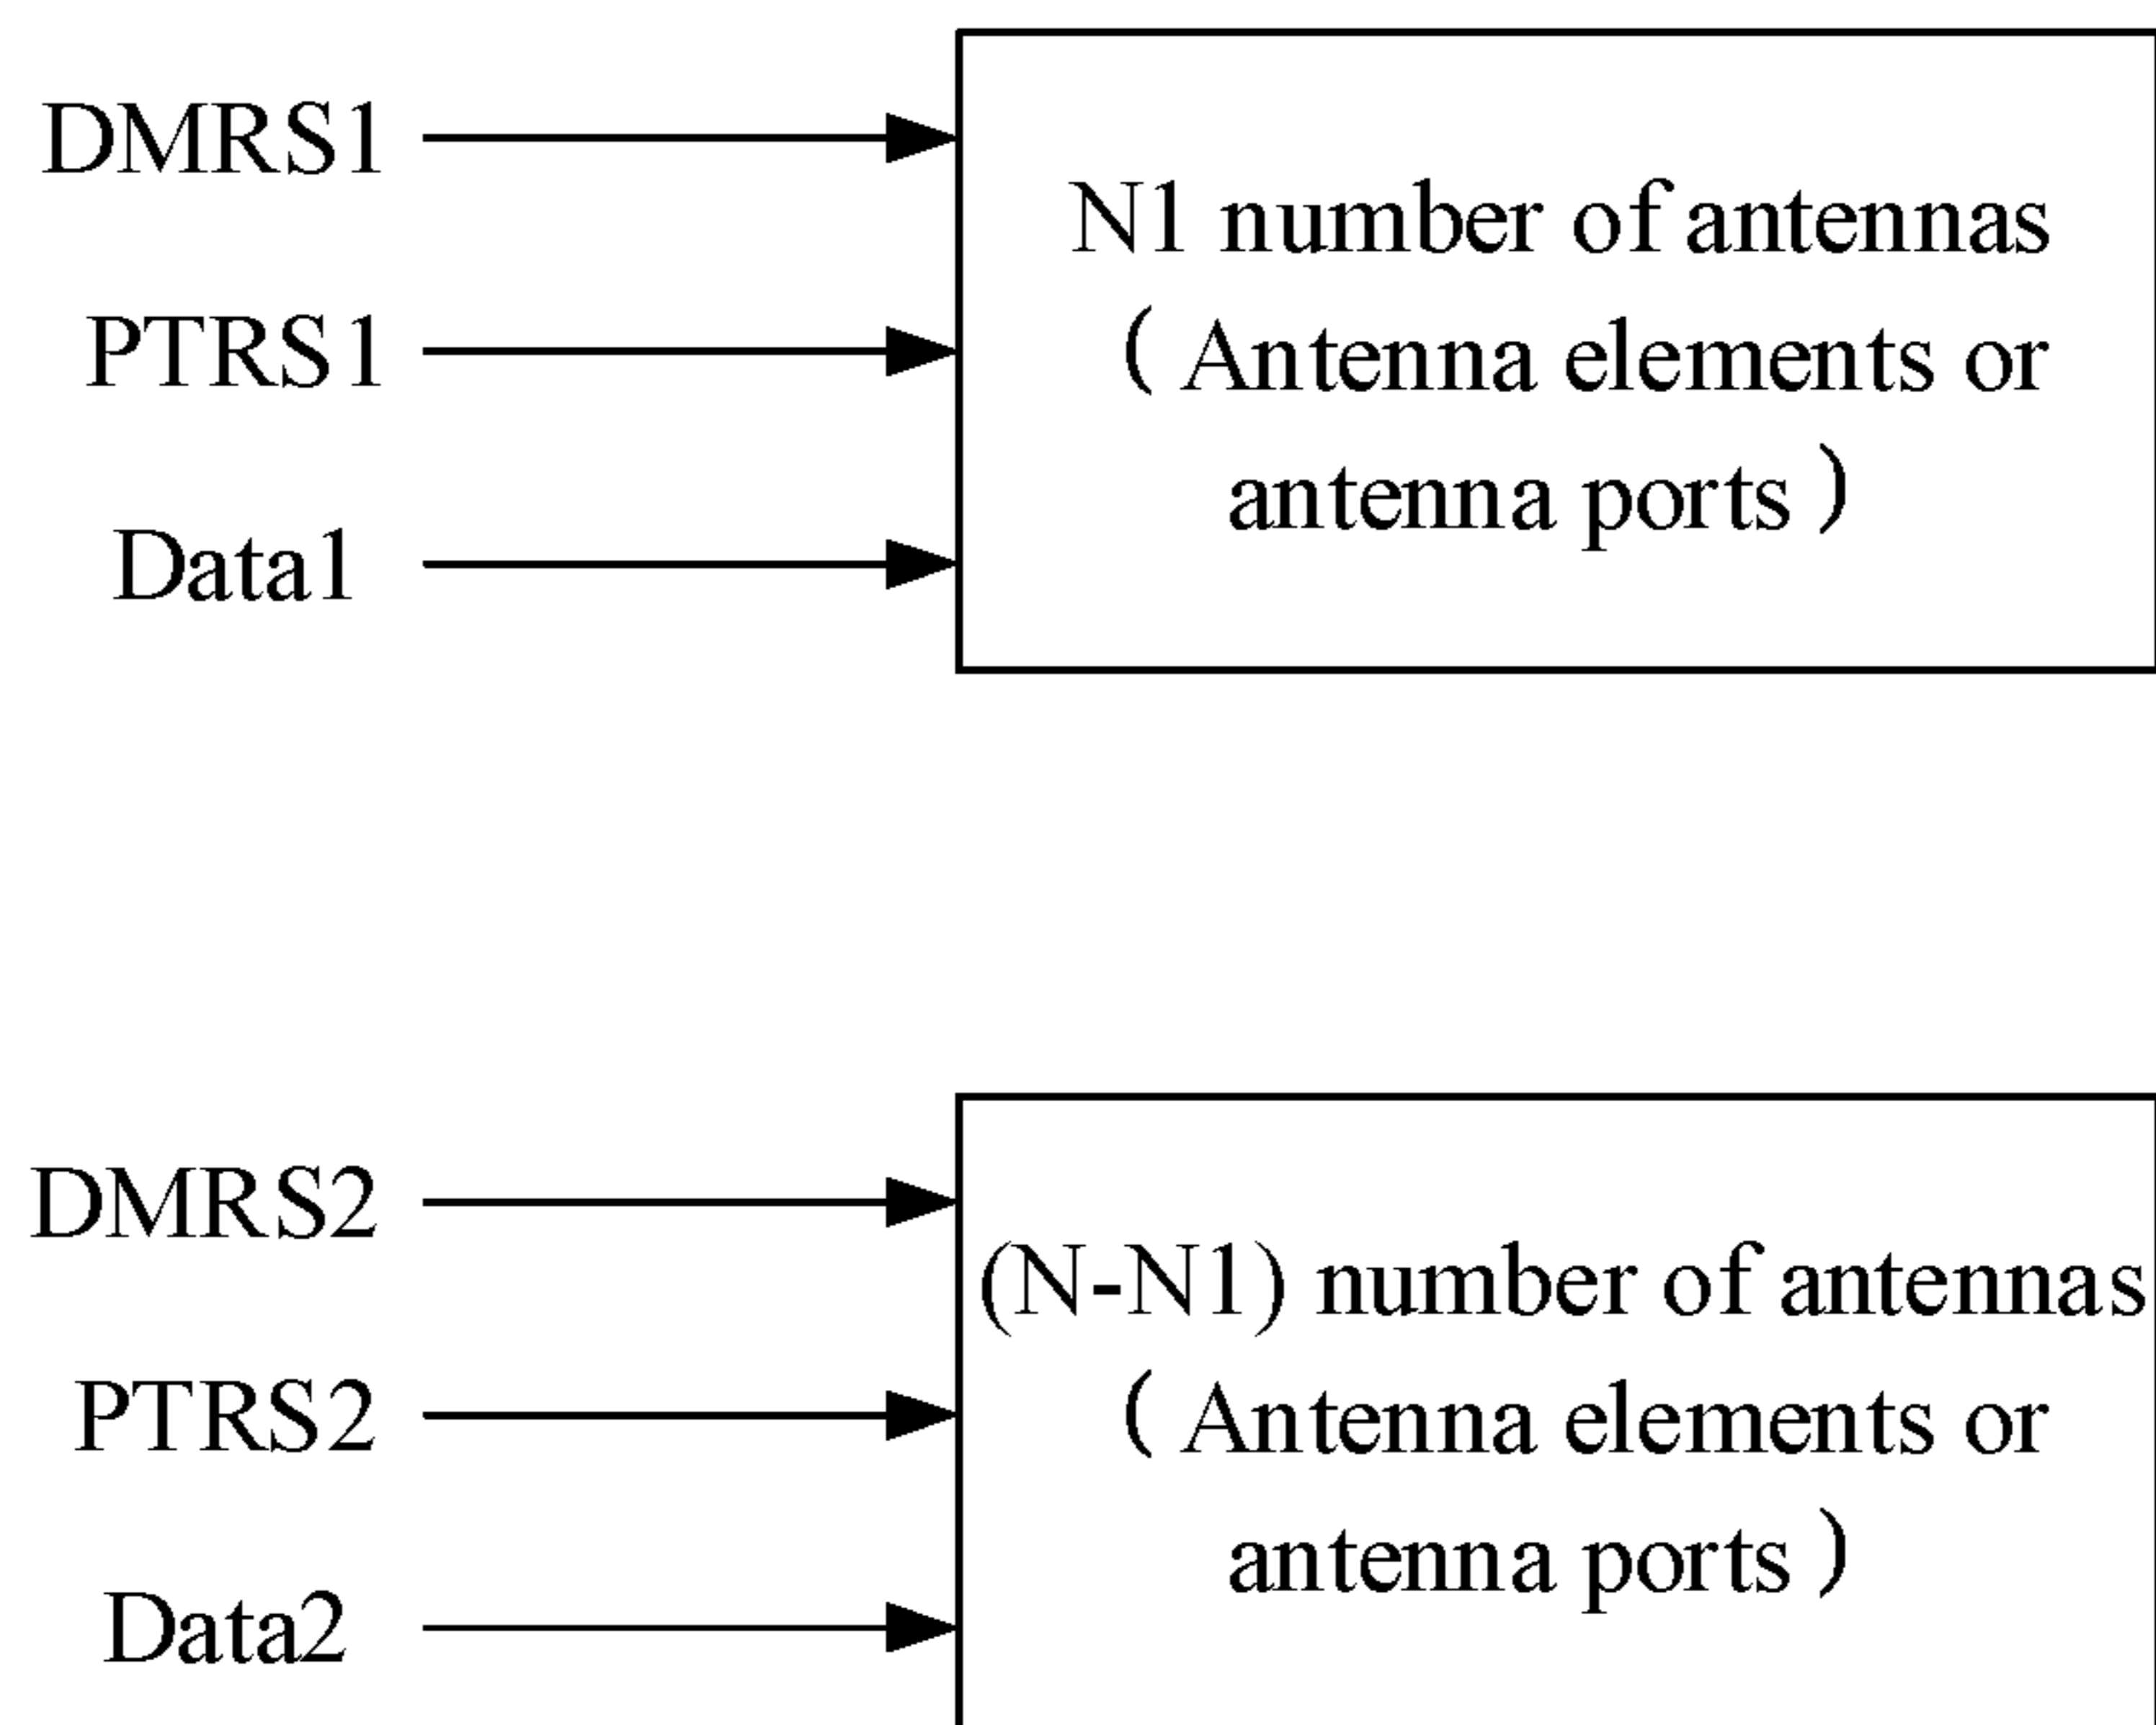 DMRS1
PTRS1
Data1
N1 number of antennas
( Antenna elements or
antenna ports )
DMRS2
PTRS2
Data2
(N-N1) number of antennas
( Antenna elements or
antenna ports )